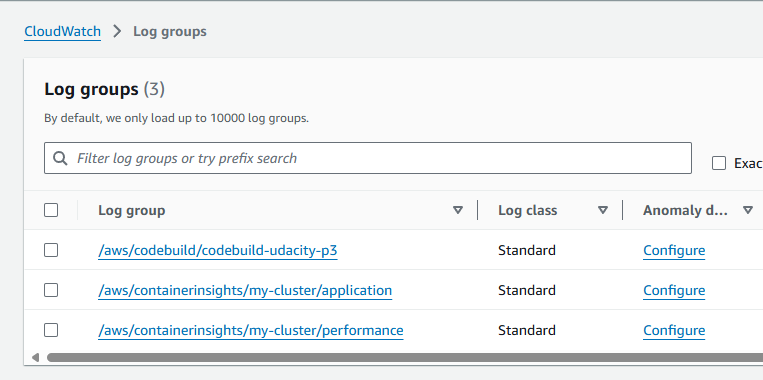 CloudWatch > Log groups
Log groups (3)
By default, we only load up to 10000 log groups.
Filter log groups or try prefix search
Exac
Log group Log class Anomaly d...
/aws/codebuild/codebuild-udacity-p3 Standard Configure
/aws/containerinsights/my-cluster/application Standard Configure
/aws/containerinsights/my-cluster/performance Standard Configure